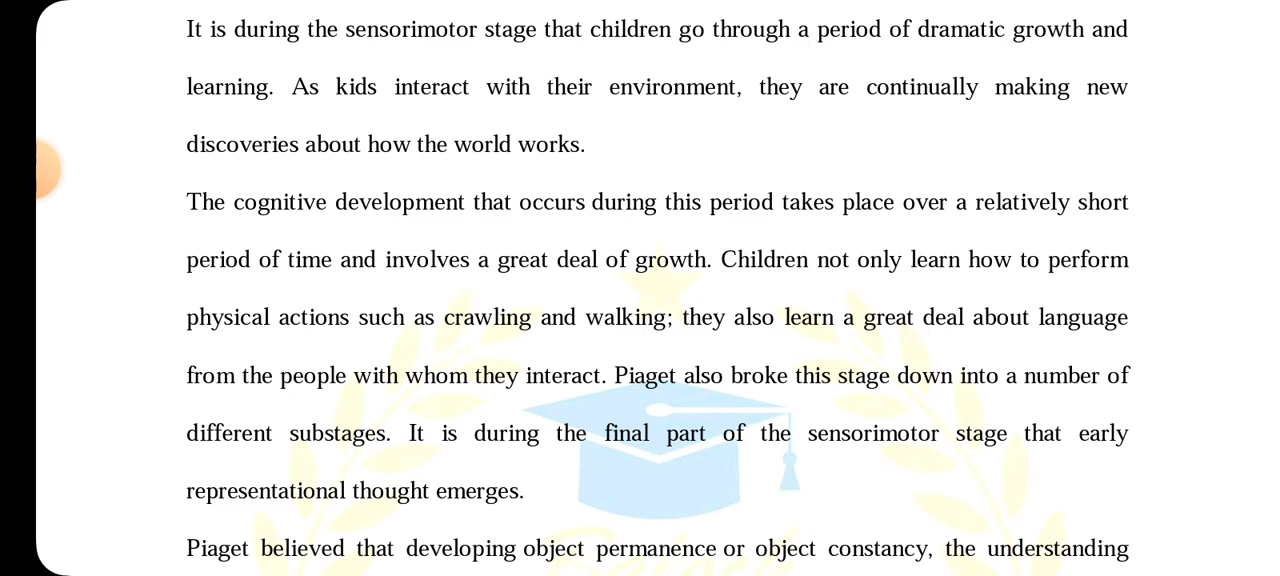 It is during the sensorimotor stage that children go through a period of dramatic growth and
learning. As kids interact with their environment, they are continually making new
discoveries about how the world works.
The cognitive development that occurs during this period takes place over a relatively short
period of time and involves a great deal of growth. Children not only learn how to perform
physical actions such as crawling and walking; they also learn a great deal about language
from the people with whom they interact. Piaget also broke this stage down into a number of
different substages. It is during the final part of the sensorimotor stage that early
representational thought emerges.
Piaget believed that developing object permanence or object constancy, the understanding